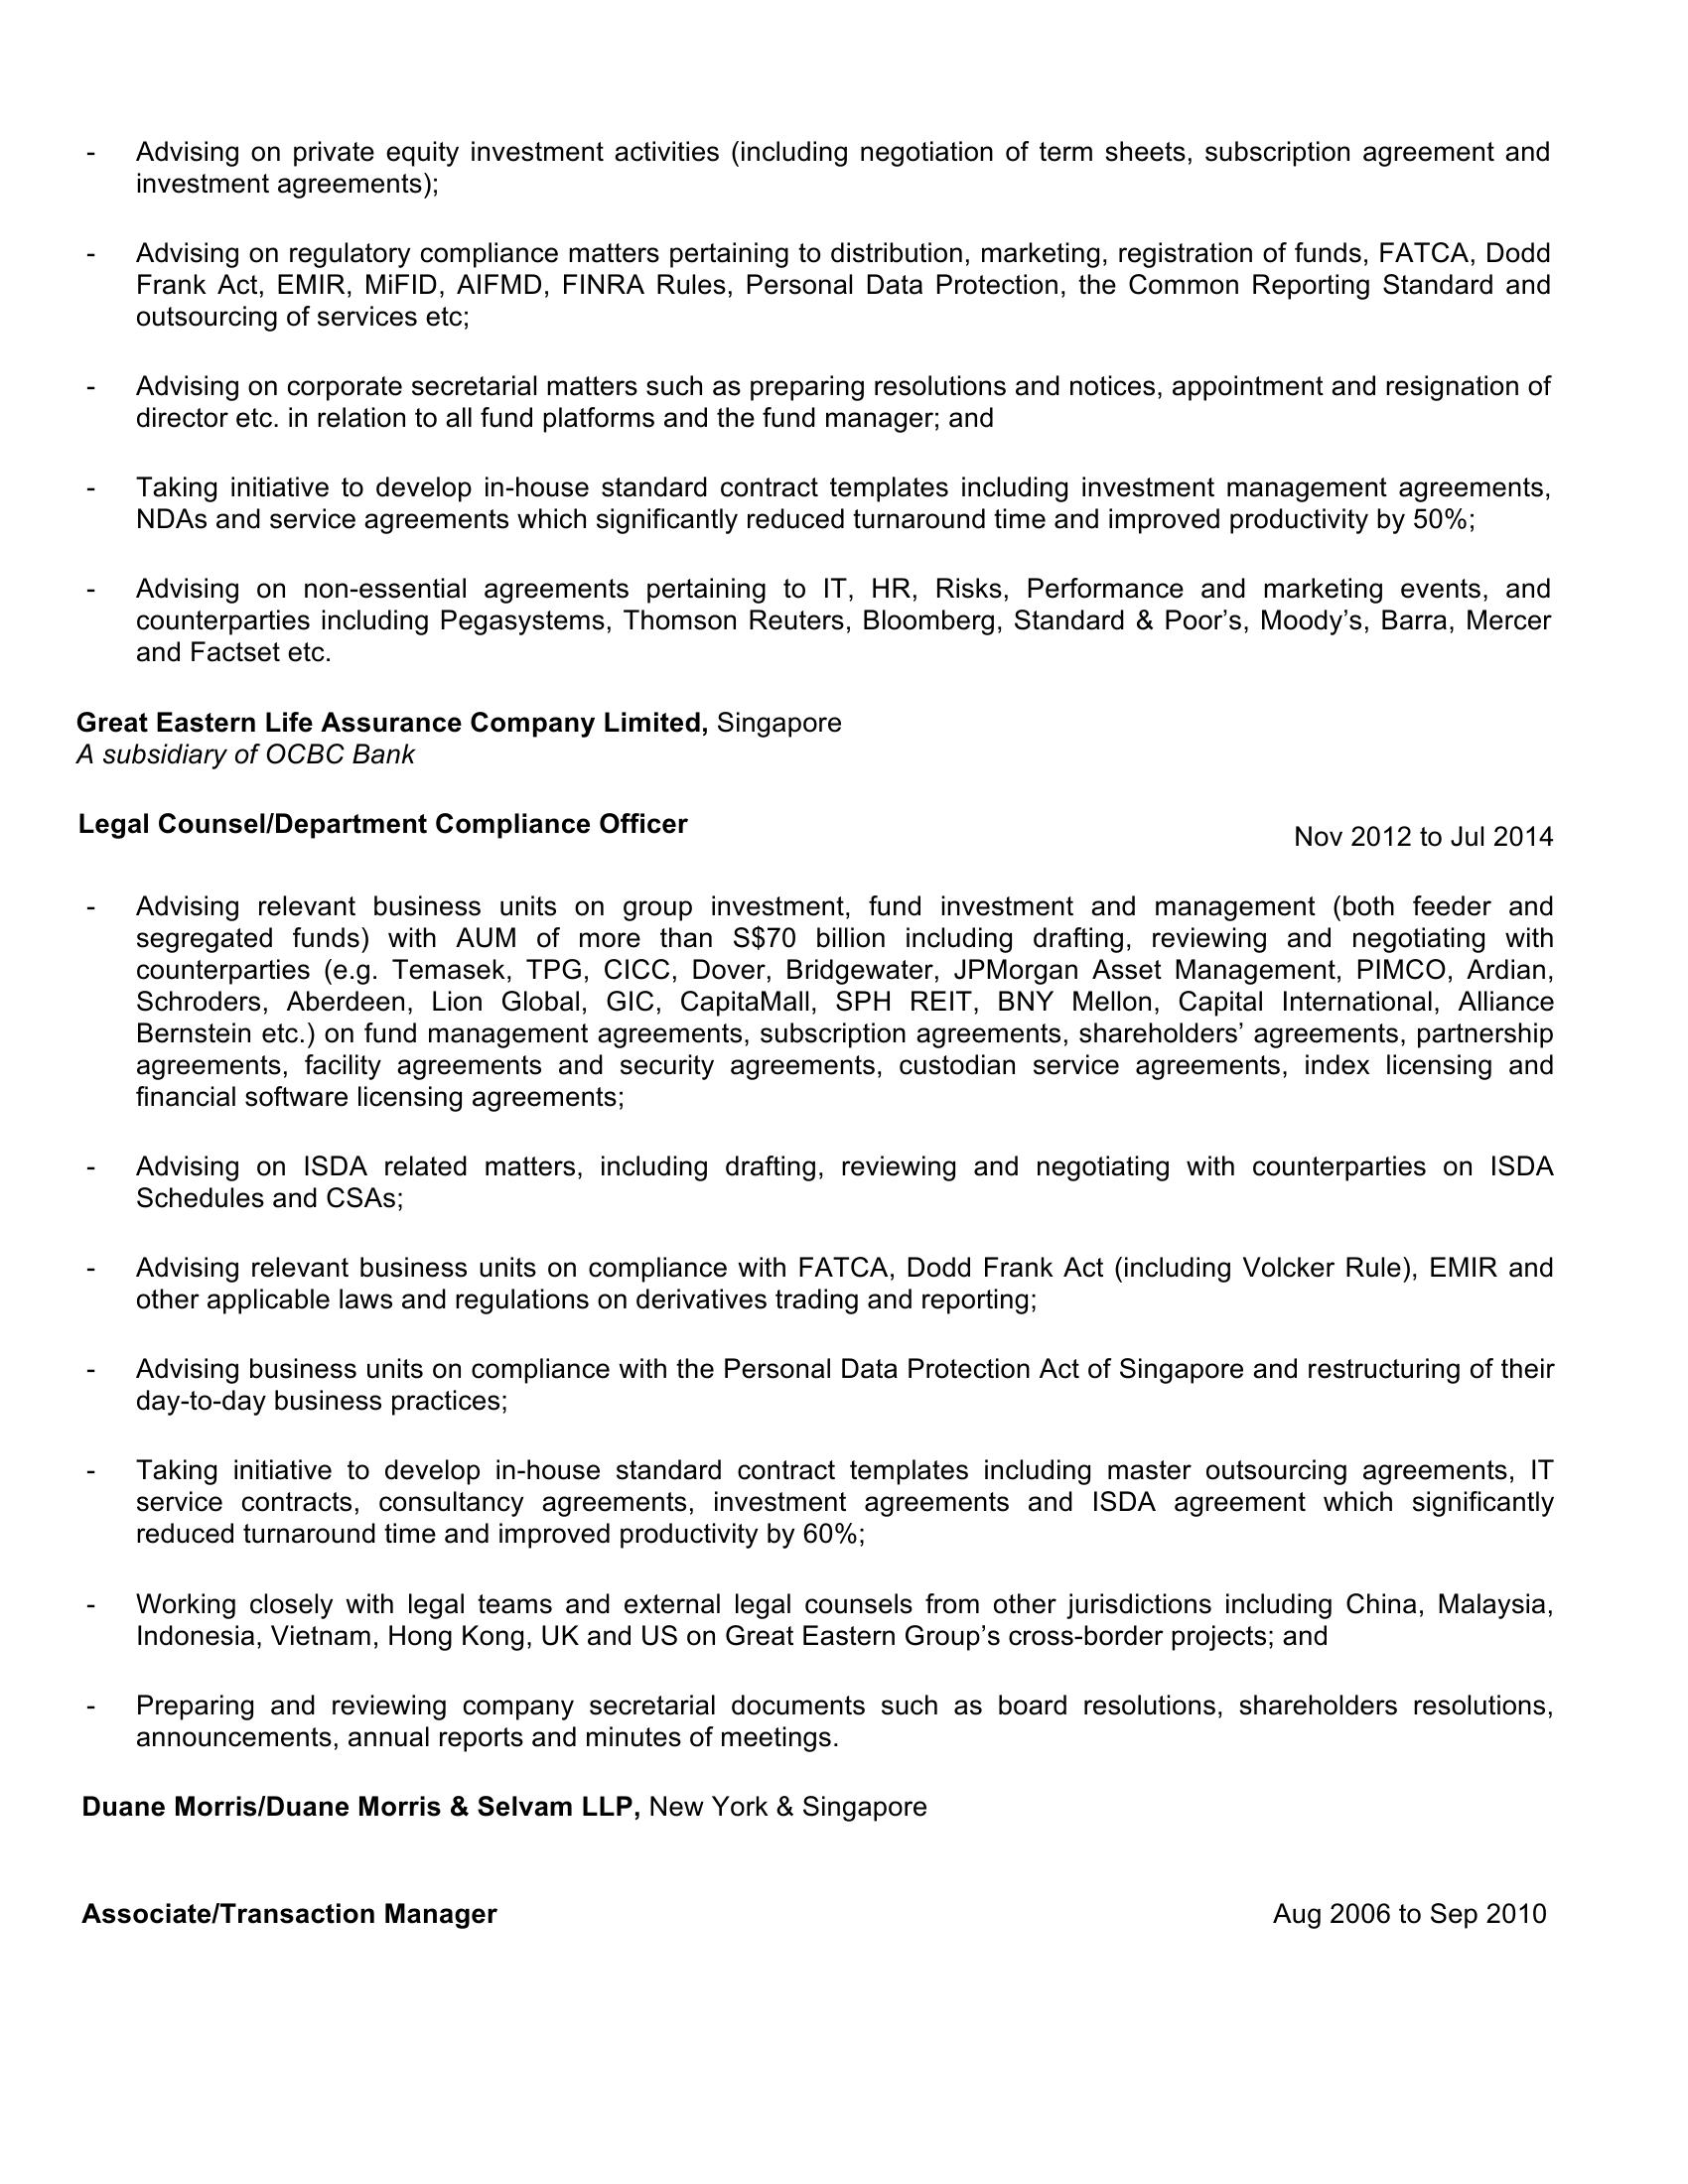 - Advising on private equity investment activities (including negotiation of term sheets, subscription agreement and
investment agreements);
- Advising on regulatory compliance matters pertaining to distribution, marketing, registration of funds, FATCA, Dodd
Frank Act, EMIR, MiFID, AIFMD, FINRA Rules, Personal Data Protection, the Common Reporting Standard and
outsourcing of services etc;
- Advising on corporate secretarial matters such as preparing resolutions and notices, appointment and resignation of
director etc. in relation to all fund platforms and the fund manager; and
- Taking initiative to develop in-house standard contract templates including investment management agreements,
NDAs and service agreements which significantly reduced turnaround time and improved productivity by 50%;
- Advising on non-essential agreements pertaining to IT, HR, Risks, Performance and marketing events, and
counterparties including Pegasystems, Thomson Reuters, Bloomberg, Standard & Poor’s, Moody’s, Barra, Mercer
and Factset etc.
Great Eastern Life Assurance Company Limited, Singapore
A subsidiary of OCBC Bank
Legal Counsel/Department Compliance Officer
Nov 2012 to Jul 2014
- Advising relevant business units on group investment, fund investment and management (both feeder and
segregated funds) with AUM of more than S$70 billion including drafting, reviewing and negotiating with
counterparties (e.g. Temasek, TPG, CICC, Dover, Bridgewater, JPMorgan Asset Management, PIMCO, Ardian,
Schroders, Aberdeen, Lion Global, GIC, CapitaMall, SPH REIT, BNY Mellon, Capital International, Alliance
Bernstein etc.) on fund management agreements, subscription agreements, shareholders’ agreements, partnership
agreements, facility agreements and security agreements, custodian service agreements, index licensing and
financial software licensing agreements;
- Advising on ISDA related matters, including drafting, reviewing and negotiating with counterparties on ISDA
Schedules and CSAs;
- Advising relevant business units on compliance with FATCA, Dodd Frank Act (including Volcker Rule), EMIR and
other applicable laws and regulations on derivatives trading and reporting;
- Advising business units on compliance with the Personal Data Protection Act of Singapore and restructuring of their
day-to-day business practices;
- Taking initiative to develop in-house standard contract templates including master outsourcing agreements, IT
service contracts, consultancy agreements, investment agreements and ISDA agreement which significantly
reduced turnaround time and improved productivity by 60%;
- Working closely with legal teams and external legal counsels from other jurisdictions including China, Malaysia,
Indonesia, Vietnam, Hong Kong, UK and US on Great Eastern Group’s cross-border projects; and
- Preparing and reviewing company secretarial documents such as board resolutions, shareholders resolutions,
announcements, annual reports and minutes of meetings.
Duane Morris/Duane Morris & Selvam LLP, New York & Singapore
Associate/Transaction Manager Aug 2006 to Sep 2010